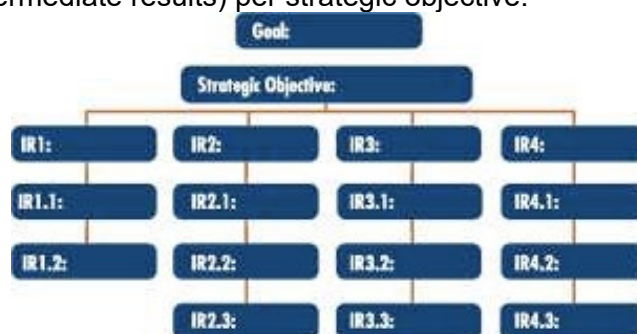 ermediate results) per strategic objective.
Goal:
Strategic Objective:
IR1: IR2: IR3: IR4:
IR1.1: IR2.1: IR3.1: IR4.1:
IR1.2: IR2.2: IR3.2: IR4.2:
IR2.3: IR3.3: IR4.3: